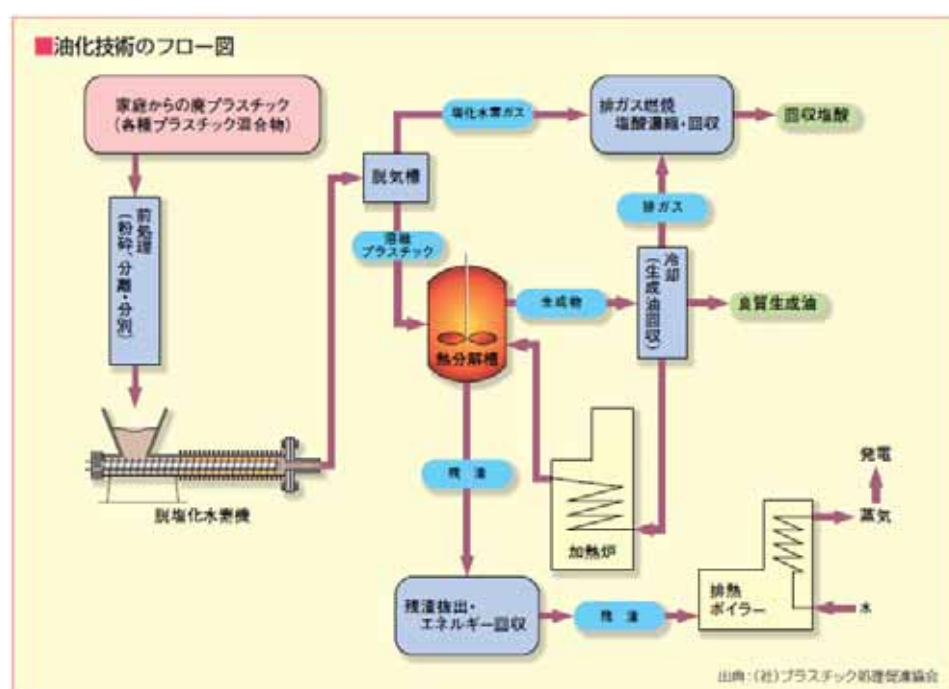 ■油化技術のフロー図
家庭からの廃プラスチック
(各種プラスチック混合物)
前処理
(粉砕、分離・分別)
脱塩化水素機
脱気槽
塩化水素ガス
排ガス燃焼
塩酸濃縮・回収
回収塩酸
溶融
プラスチック
排ガス
熱分解槽
生成物
冷却
(生成油回収)
良質生成油
残渣
加熱炉
発電
蒸気
残渣抜出・
エネルギー回収
残渣
排熱
ボイラー
水
出典:(社)プラスチック処理促進協会